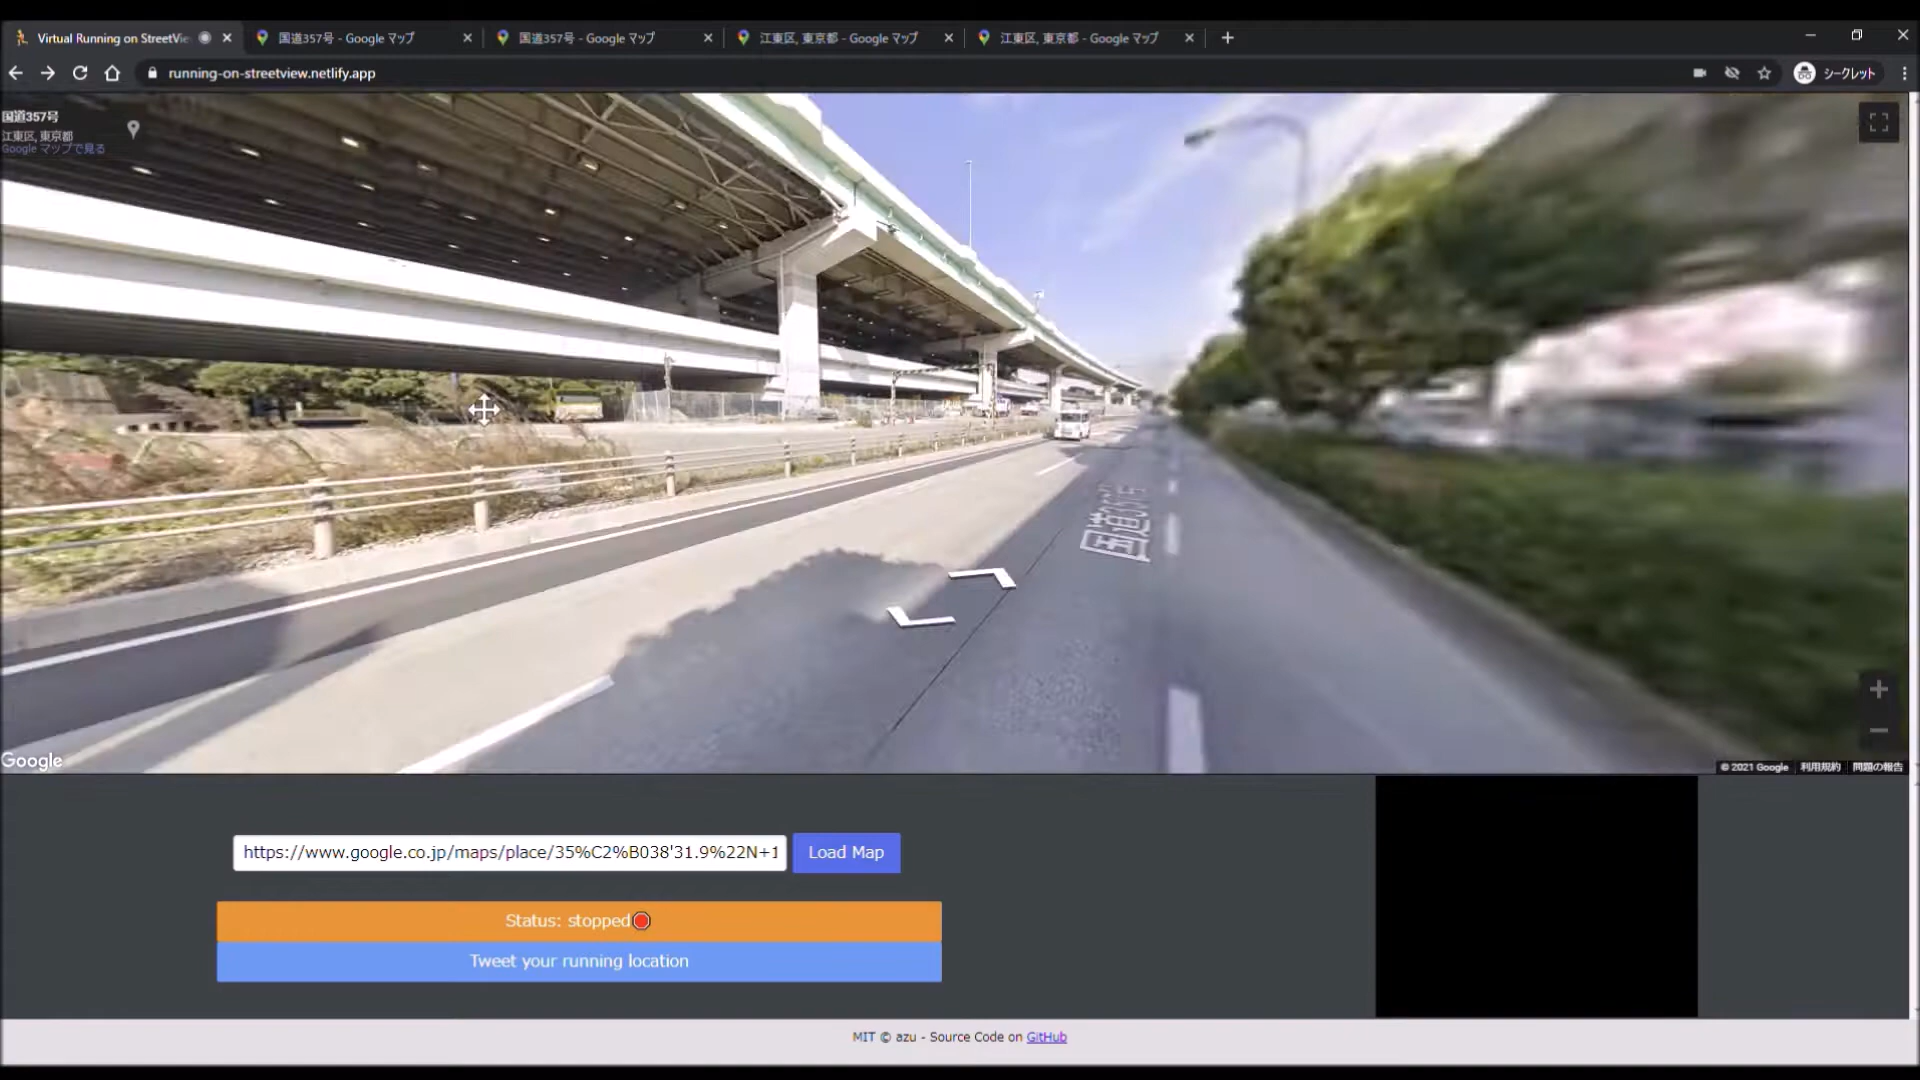 Virtual Running on StreetVie
国道357号 - Google マップ
国道357号 - Google マップ
江東区, 東京都 - Google マップ
江東区, 東京都 - Google マップ
running-on-streetview.netlify.app
シークレット
国道357号
江東区, 東京都
Google マップで見る
国道357号
Google
© 2021 Google 利用規約 問題の報告
https://www.google.co.jp/maps/place/35%C2%B038'31.9%22N+1
Load Map
Status: stopped
Tweet your running location
MIT © azu - Source Code on GitHub